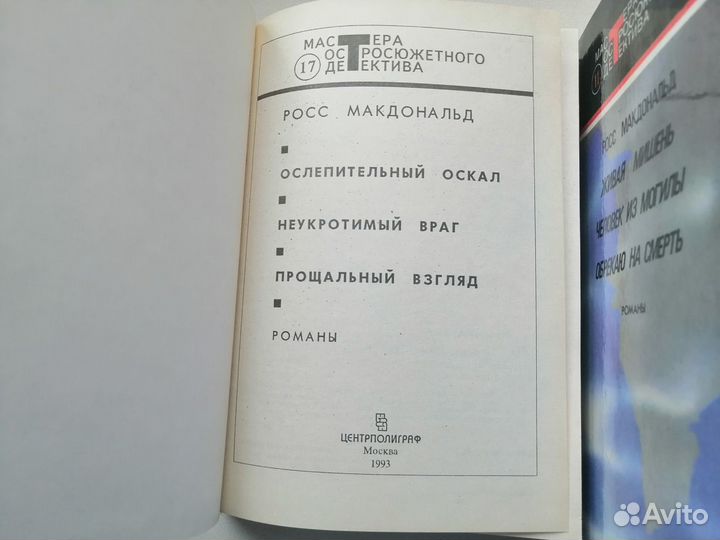 МАСТЕРА
ОСТРОСЮЖЕТНОГО
17 ДЕТЕКТИВА
РОСС МАКДОНАЛЬД
ОСЛЕПИТЕЛЬНЫЙ ОСКАЛ
НЕУКРОТИМЫЙ ВРАГ
ПРОЩАЛЬНЫЙ ВЗГЛЯД
РОМАНЫ
ЦЕНТРПОЛИГРАФ
Москва
1993
РОСС МАКДОНАЛЬД
ЖИВАЯ МИШЕНЬ
ЧЕЛОВЕК ИЗ МОГИЛЫ
ОБРЕКАЮ НА СМЕРТЬ
РОМАНЫ
Avito